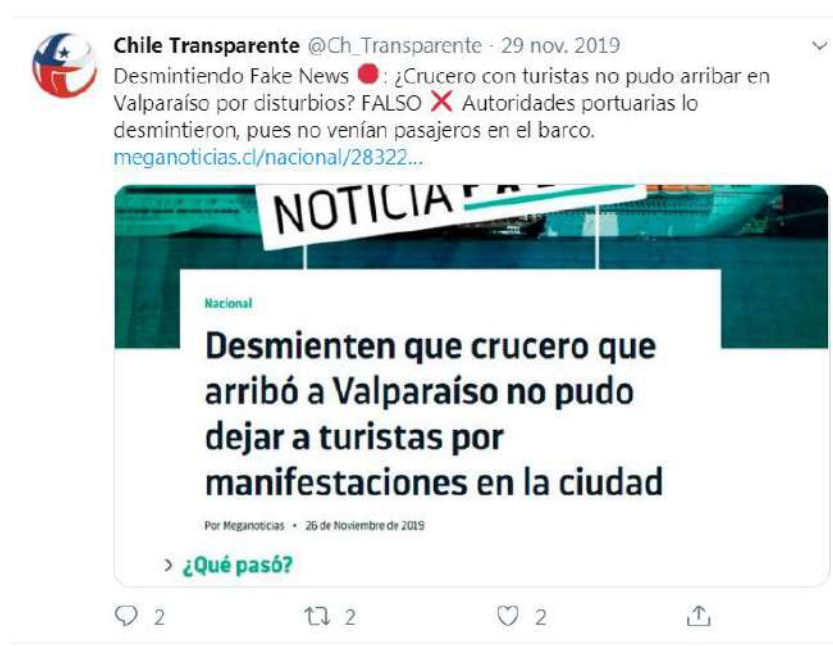 Chile Transparente @Ch_Transparente · 29 nov. 2019
Desmintiendo Fake News 🛑: ¿Crucero con turistas no pudo arribar en
Valparaíso por disturbios? FALSO ❌ Autoridades portuarias lo
desmintieron, pues no venían pasajeros en el barco.
meganoticias.cl/nacional/28322...
NOTICIA
Nacional
Desmienten que crucero que
arribó a Valparaíso no pudo
dejar a turistas por
manifestaciones en la ciudad
Por Meganoticias • 26 de Noviembre de 2019
> ¿Qué pasó?
2 2 2